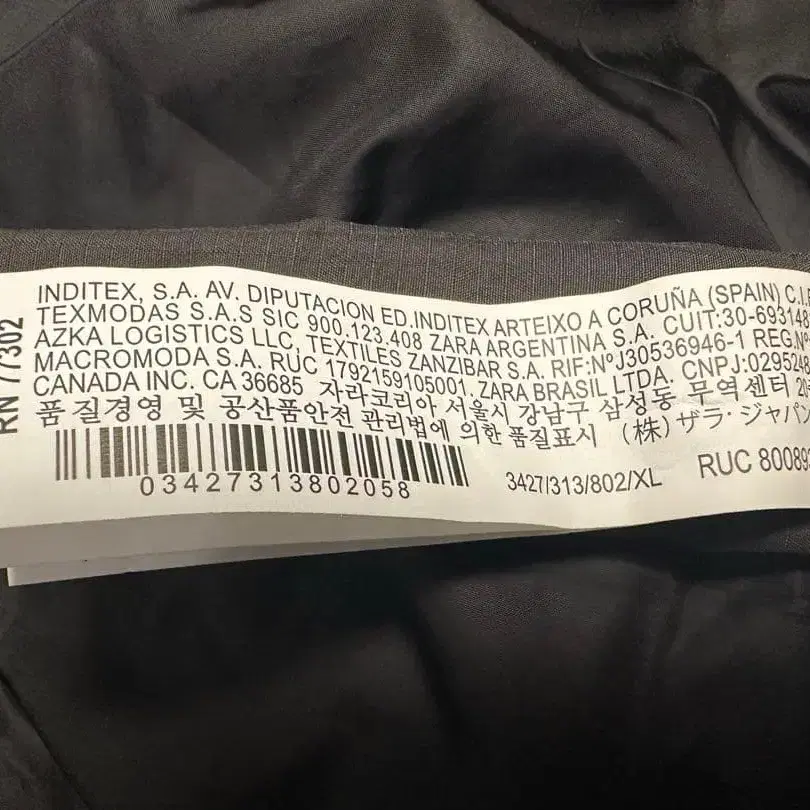 RN 77302
INDITEX, S.A. AV. DIPUTACION ED.INDITEX ARTEIXO A CORUÑA (SPAIN) C.I.F
TEXMODAS S.A.S SIC 900.123.408 ZARA ARGENTINA S.A. CUIT:30-693148
AZKA LOGISTICS LLC, TEXTILES ZANZIBAR S.A. RIF:NºJ30536946-1 REG.Nº
MACROMODA S.A. RUC 1792159105001. ZARA BRASIL LTDA. CNPJ:0295248
CANADA INC. CA 36685 자라코리아 서울시 강남구 삼성동 무역센터
품질경영 및 공산품안전 관리법에 의한 품질표시 (株) ザラ・ジャパン
03427313802058
3427/313/802/XL
RUC 800892